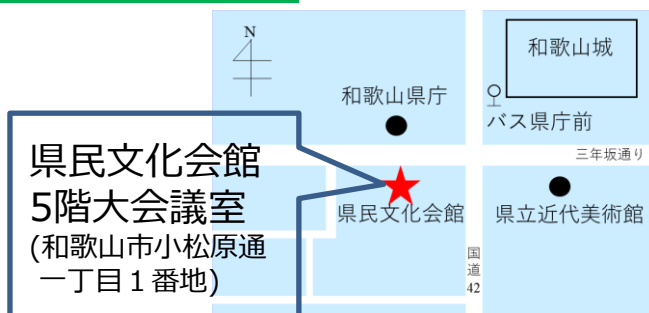 N
和歌山城
和歌山県庁
バス県庁前
三年坂通り
県民文化会館
5階大会議室
(和歌山市小松原通
一丁目１番地)
県民文化会館
県立近代美術館
国道42